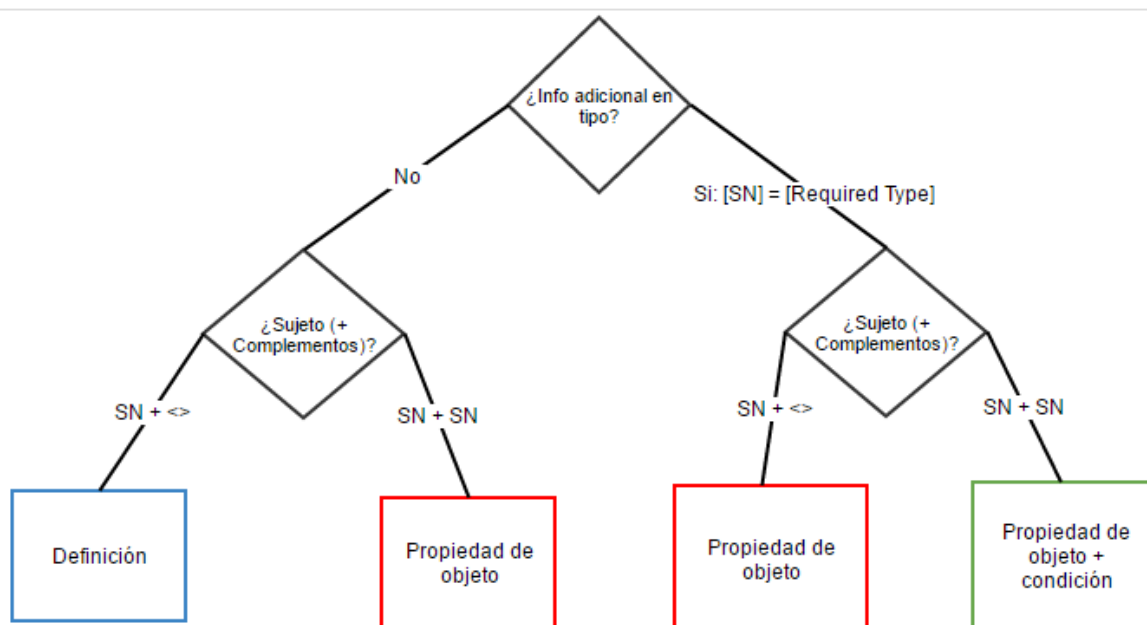 ¿Info adicional en
tipo?
No
Si: [SN] = [Required Type]
¿Sujeto (+
Complementos)?
¿Sujeto (+
Complementos)?
SN + <>
SN + SN
SN + <>
SN + SN
Definición
Propiedad de
objeto
Propiedad de
objeto
Propiedad de
objeto +
condición